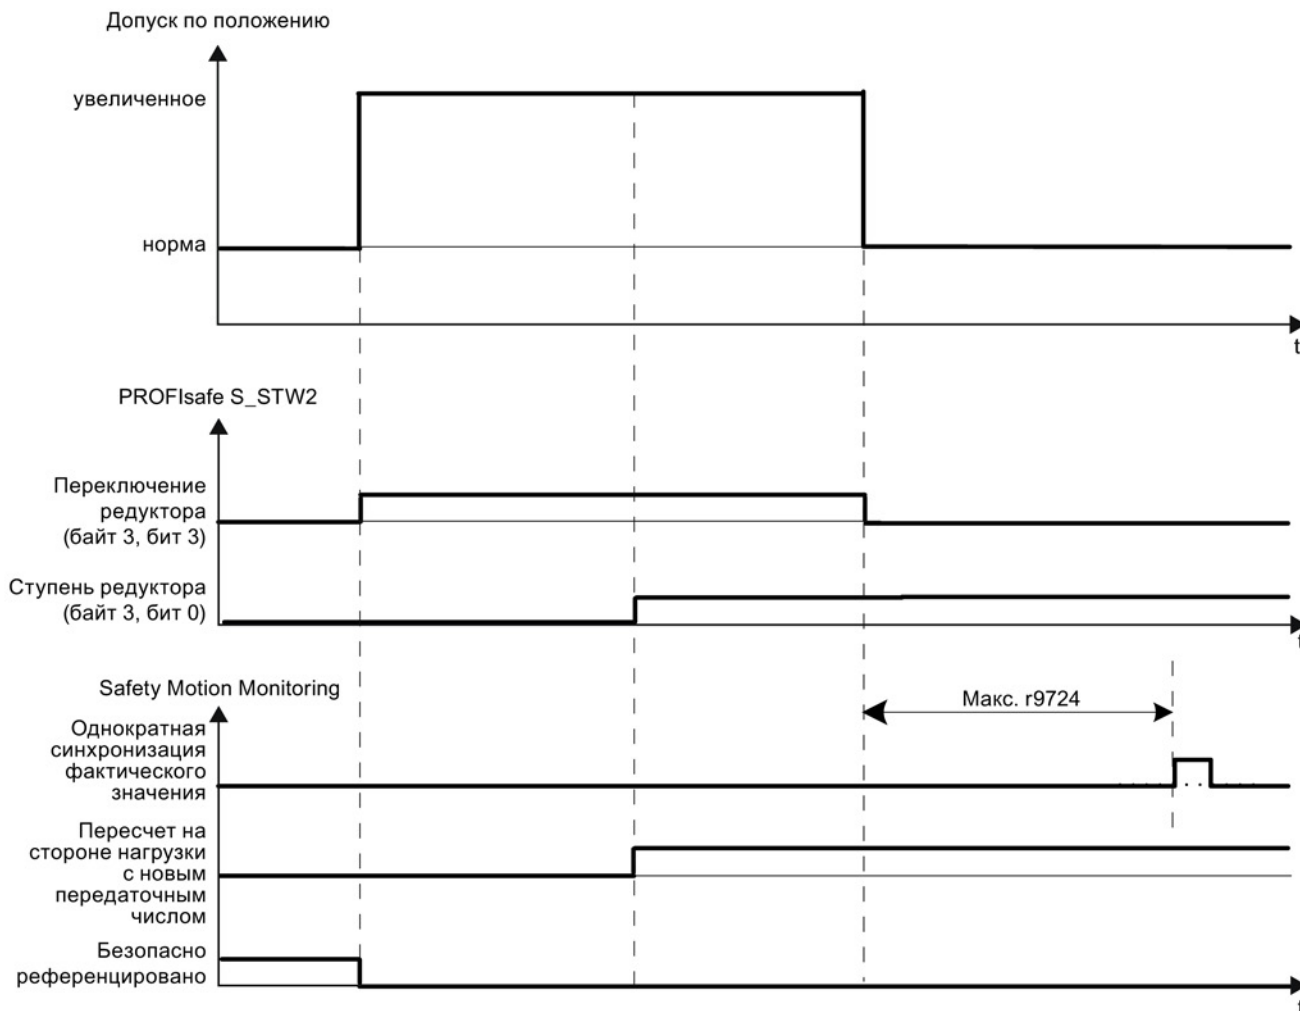 Допуск по положению
увеличенное
норма
t
PROFIsafe S_STW2
Переключение
редуктора
(байт 3, бит 3)
Ступень редуктора
(байт 3, бит 0)
t
Safety Motion Monitoring
Макс. r9724
Однократная
синхронизация
фактического
значения
Пересчет на
стороне нагрузки
с новым
передаточным
числом
Безопасно
референцировано
t